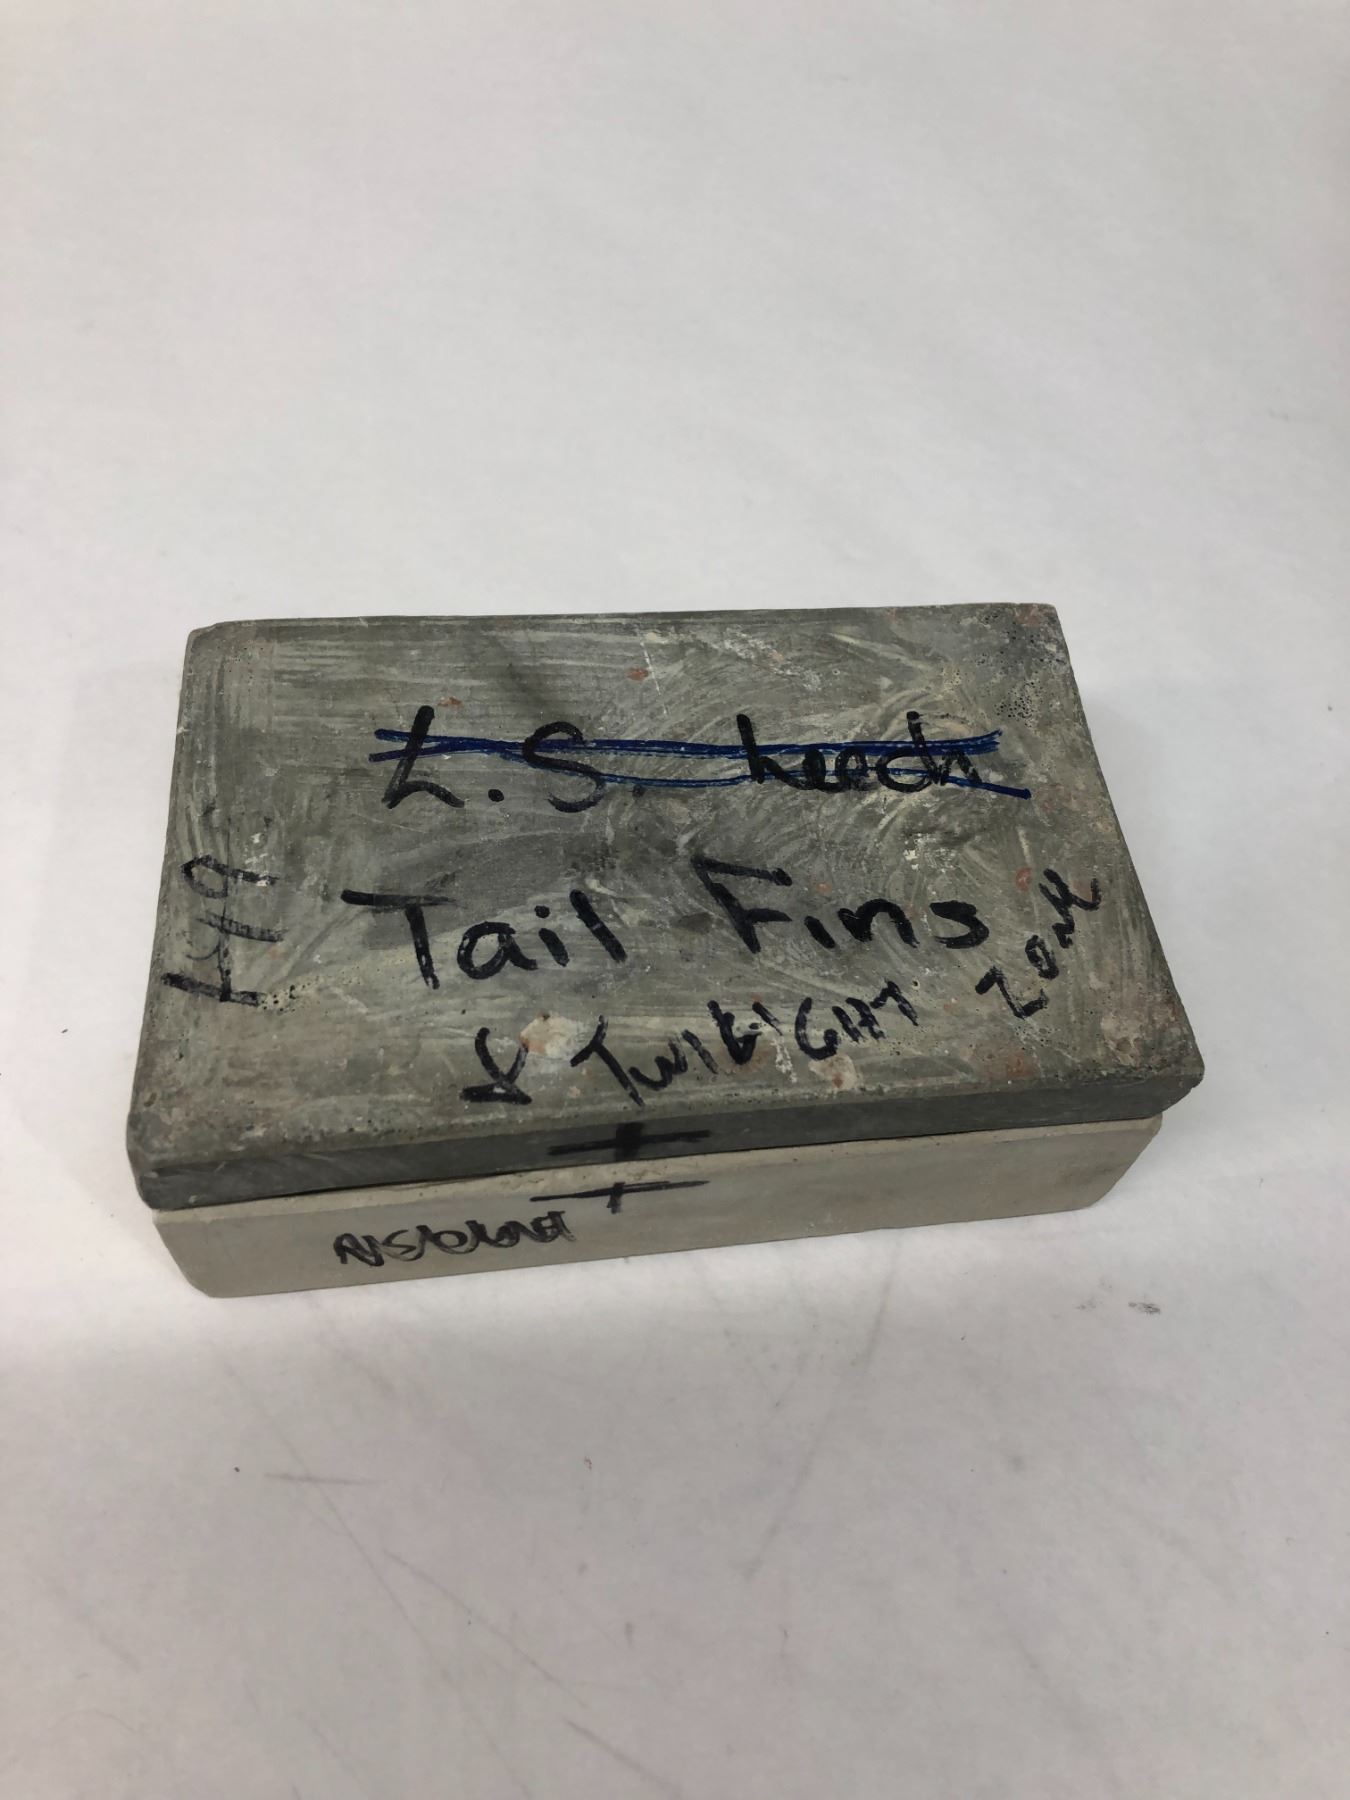 L.S. Leech
Tail Fins
& TWILIGHT ZONE